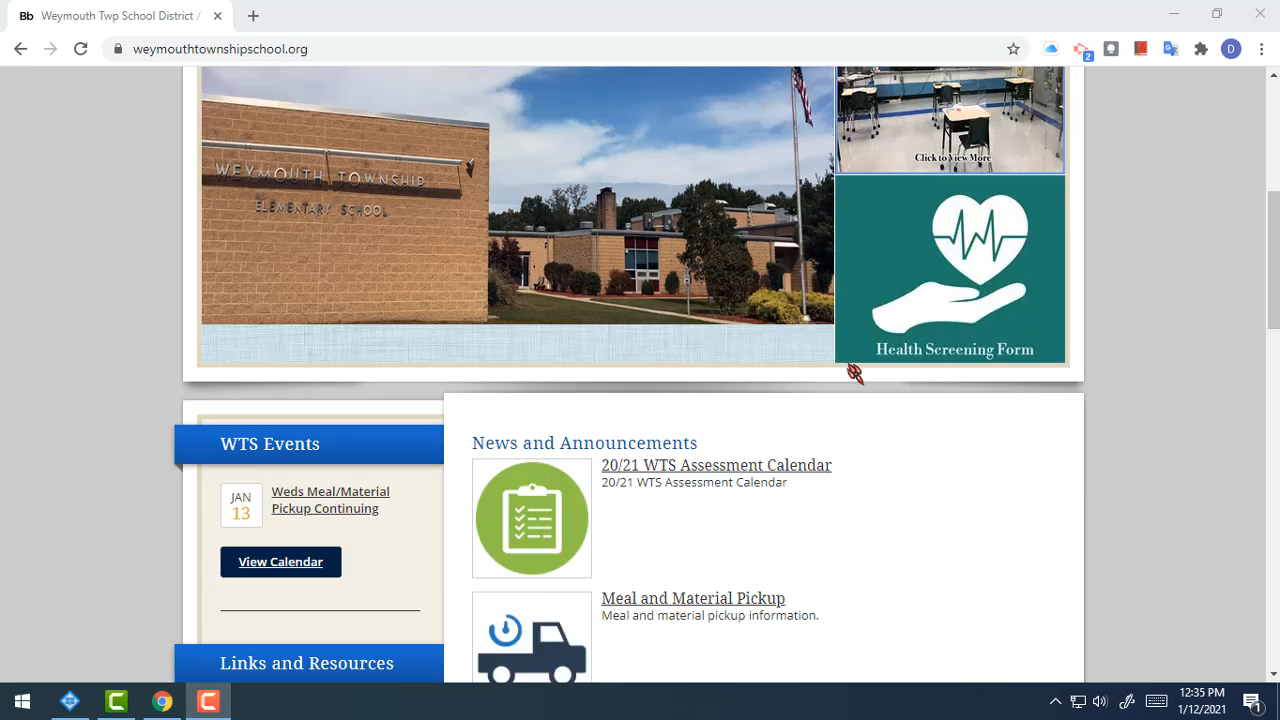 Bb Weymouth Twp School District /
weymouthtownshipschool.org
2
D
WEYMOUTH TOWNSHIP
ELEMENTARY SCHOOL
Click to View More
Health Screening Form
WTS Events
JAN
13
Weds Meal/Material
Pickup Continuing
View Calendar
Links and Resources
News and Announcements
20/21 WTS Assessment Calendar
20/21 WTS Assessment Calendar
Meal and Material Pickup
Meal and material pickup information.
12:35 PM
1/12/2021
1